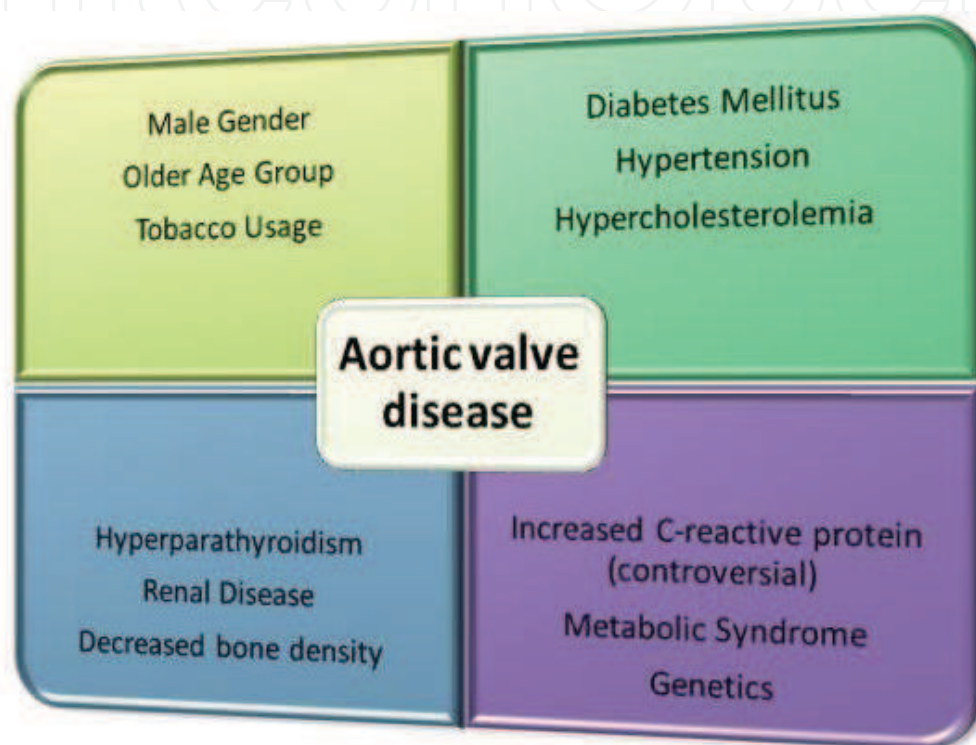 Male Gender
Older Age Group
Tobacco Usage
Diabetes Mellitus
Hypertension
Hypercholesterolemia
Aortic valve
disease
Hyperparathyroidism
Renal Disease
Decreased bone density
Increased C-reactive protein
(controversial)
Metabolic Syndrome
Genetics